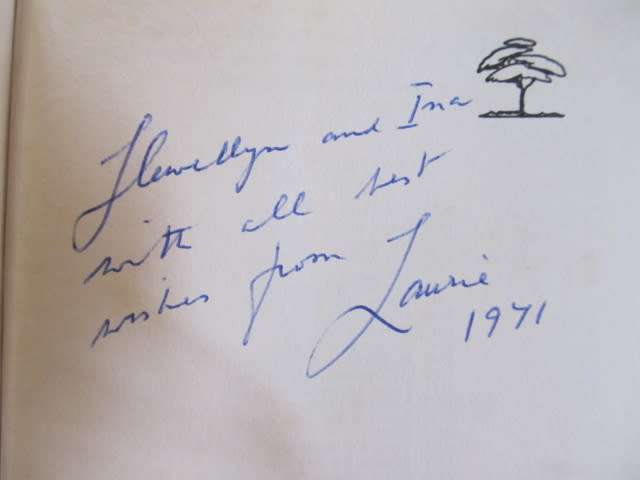 Llewellyn and Ina
with all best
wishes from Laurie
1971